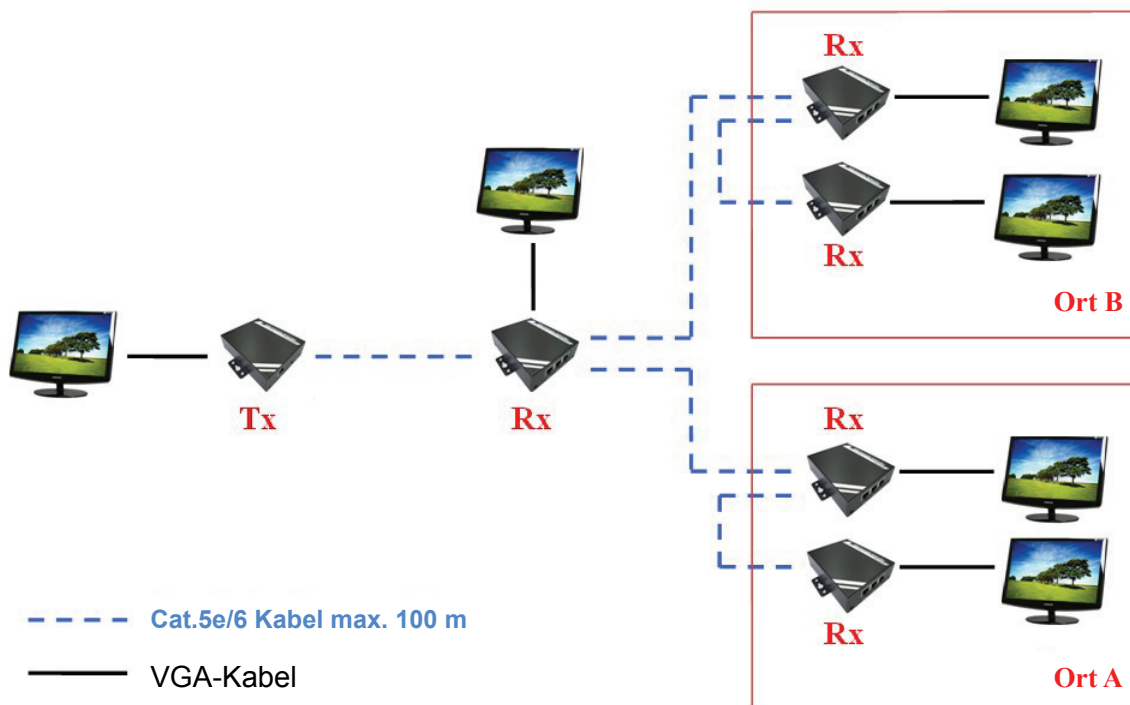 Rx
Rx
Ort B
Tx
Rx
Rx
Rx
Ort A
Cat.5e/6 Kabel max. 100 m
VGA-Kabel